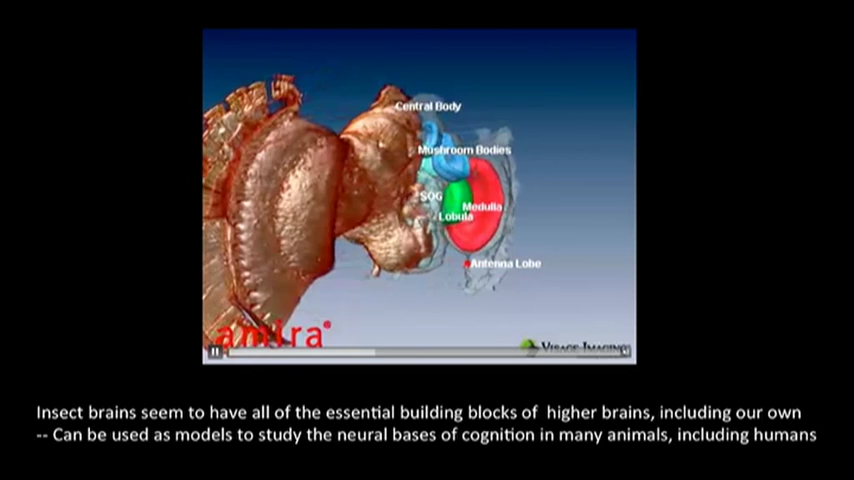 Central Body
Mushroom Bodies
SOG
Medulla
Lobula
Antenna Lobe
amira
VISAGE IMAGING
Insect brains seem to have all of the essential building blocks of higher brains, including our own
-- Can be used as models to study the neural bases of cognition in many animals, including humans